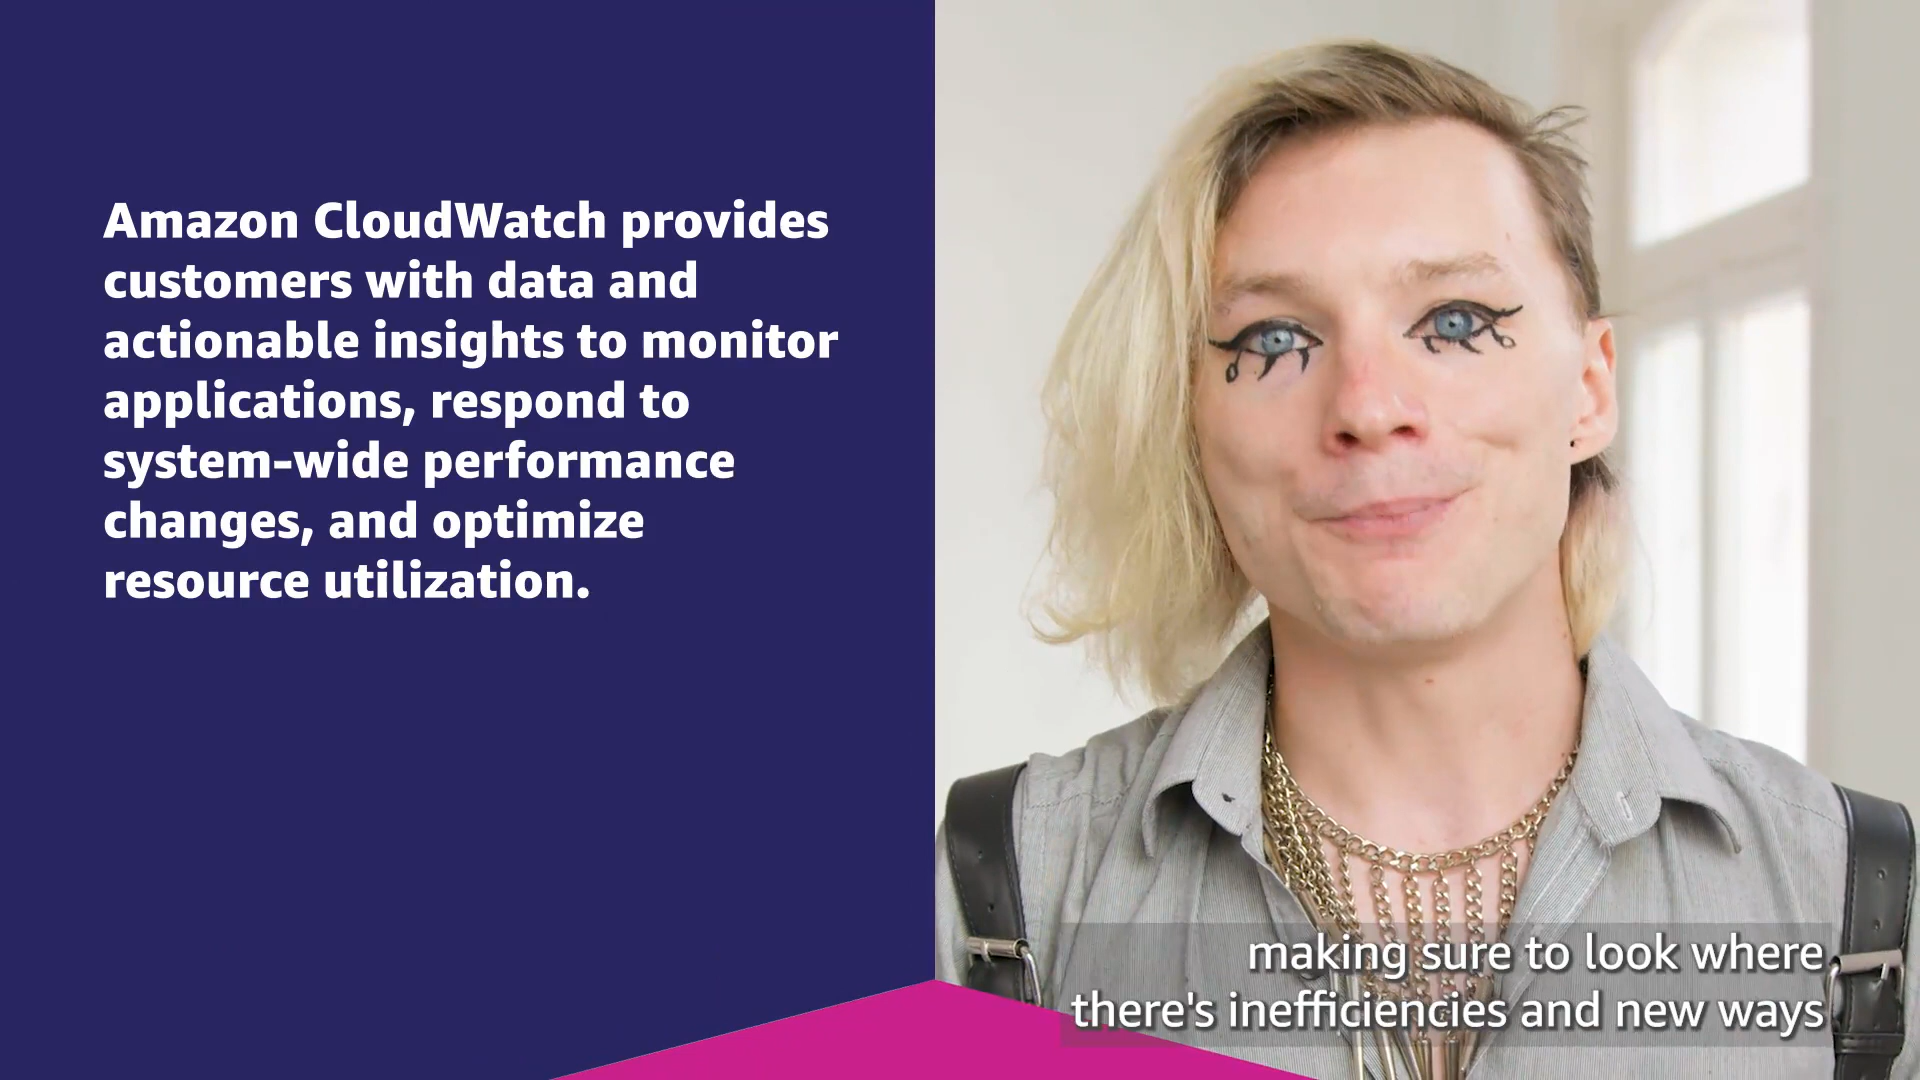 Amazon CloudWatch provides
customers with data and
actionable insights to monitor
applications, respond to
system-wide performance
changes, and optimize
resource utilization.
making sure to look where
there's inefficiencies and new ways